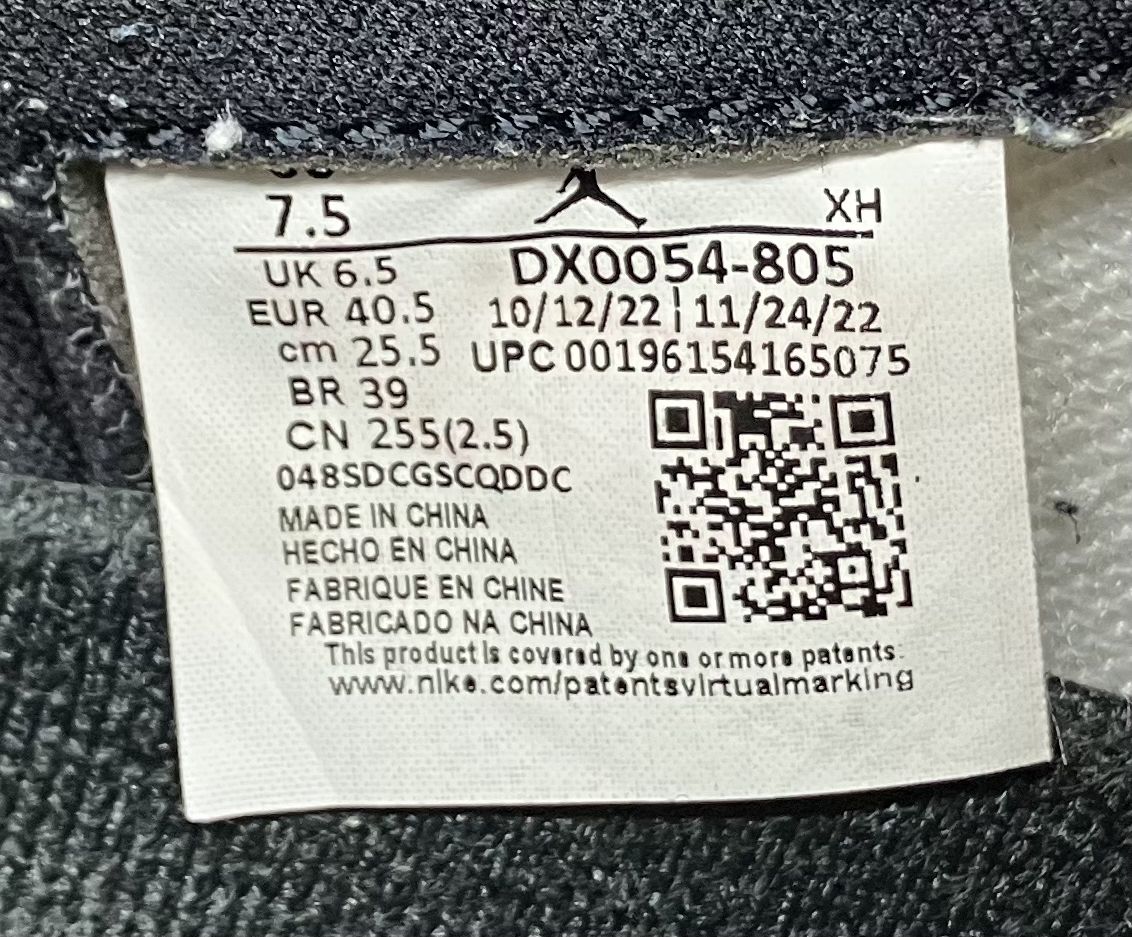 7.5 XH
UK 6.5 DX0054-805
EUR 40.5 10/12/22 | 11/24/22
cm 25.5 UPC 00196154165075
BR 39
CN 255(2.5)
048SDCGSCQDDC
MADE IN CHINA
HECHO EN CHINA
FABRIQUE EN CHINE
FABRICADO NA CHINA
This product is covered by one or more patents.
www.nike.com/patentsvirtualmarking